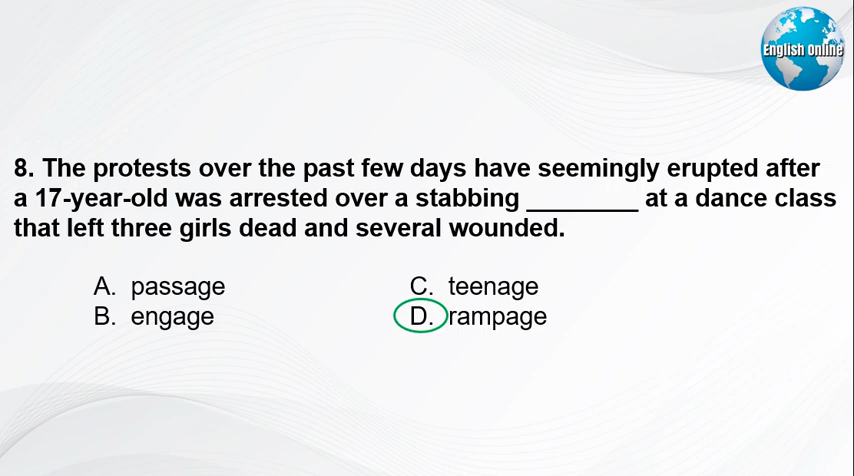 English Online
8. The protests over the past few days have seemingly erupted after
a 17-year-old was arrested over a stabbing ________ at a dance class
that left three girls dead and several wounded.
A. passage
B. engage
C. teenage
D. rampage